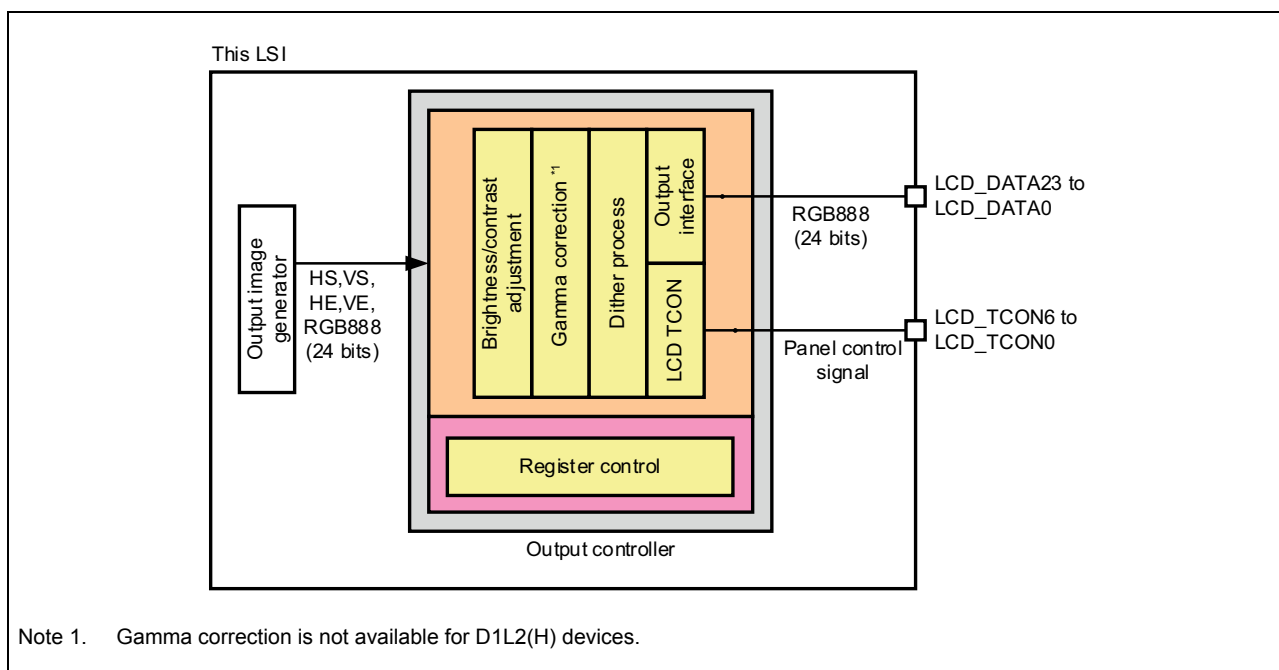 This LSI
Output image
generator
HS,VS,
HE,VE,
RGB888
(24 bits)
Brightness/contrast
adjustment
Gamma correction *1
Dither process
Output
interface
LCD TCON
Register control
Output controller
RGB888
(24 bits)
LCD_DATA23 to
LCD_DATA0
Panel control
signal
LCD_TCON6 to
LCD_TCON0
Note 1. Gamma correction is not available for D1L2(H) devices.